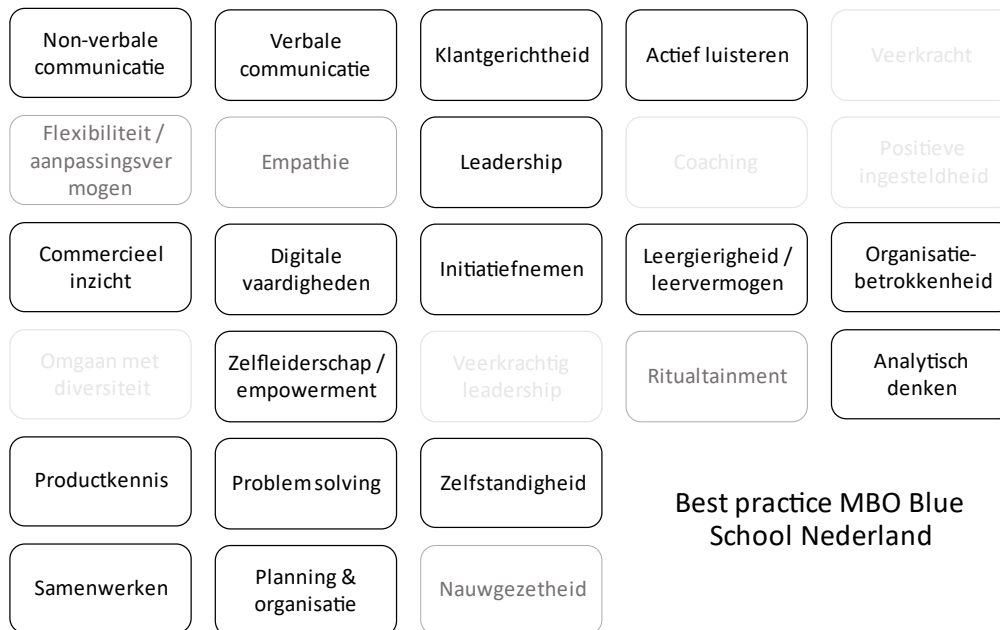 Non-verbale
communicatie
Verbale
communicatie
Klantgerichtheid
Actief luisteren
Veerkracht
Flexibiliteit /
aanpassingsver
mogen
Empathie
Leadership
Coaching
Positieve
ingesteldheid
Commercieel
inzicht
Digitale
vaardigheden
Initiatiefnemen
Leergierigheid /
leervermogen
Organisatie-
betrokkenheid
Omgaan met
diversiteit
Zelfleiderschap /
empowerment
Veerkrachtig
leadership
Ritualtainment
Analytisch
denken
Productkennis
Problem solving
Zelfstandigheid
Best practice MBO Blue
School Nederland
Samenwerken
Planning &
organisatie
Nauwgezetheid